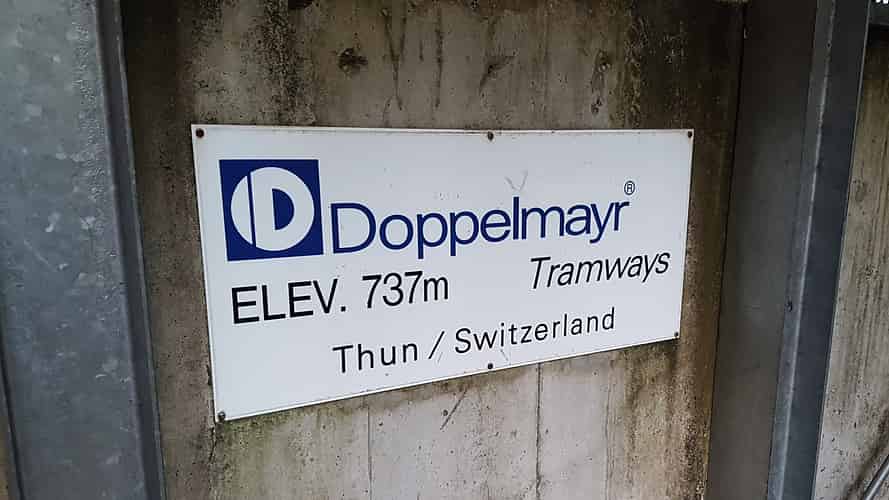 Doppelmayr®
ELEV. 737m Tramways
Thun / Switzerland